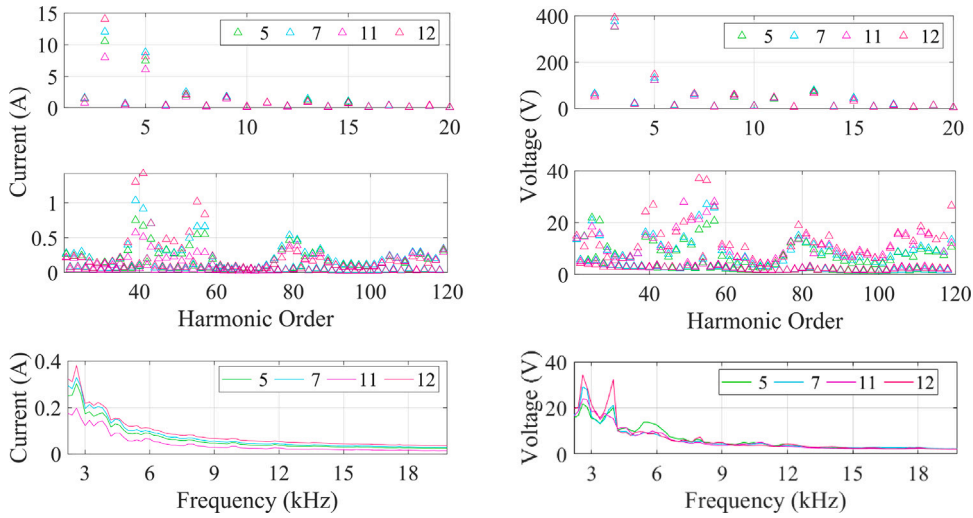 15
10
5
0
Current (A)
5 7 11 12
5 10 15 20
1
0.5
0
40 60 80 100 120
Harmonic Order
400
200
0
Voltage (V)
5 7 11 12
5 10 15 20
40
20
0
40 60 80 100 120
Harmonic Order
0.4
0.2
0
Current (A)
5 7 11 12
3 6 9 12 15 18
Frequency (kHz)
40
20
0
Voltage (V)
5 7 11 12
3 6 9 12 15 18
Frequency (kHz)